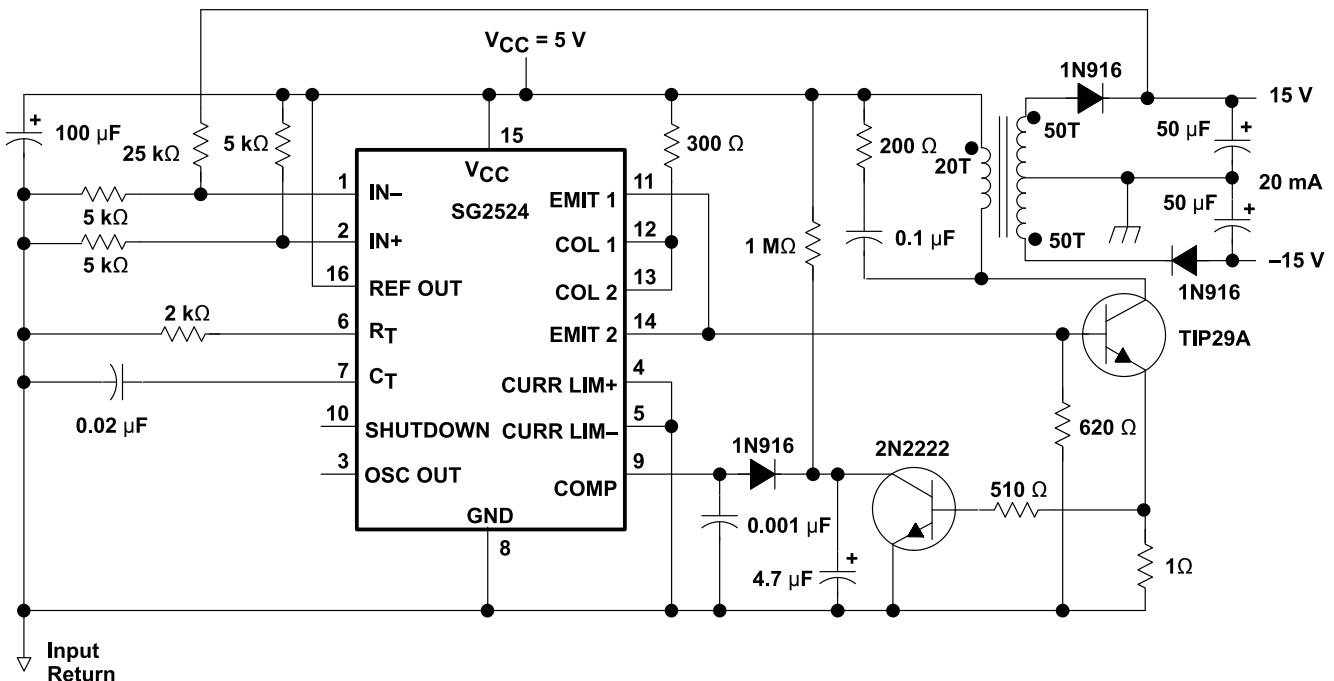 VCC = 5 V
1N916
15 V
+
100 µF
25 kΩ
5 kΩ
15
300 Ω
200 Ω
20T
50T
50 µF
+
VCC
SG2524
1
IN–
EMIT 1
11
20 mA
5 kΩ
2
IN+
COL 1
12
1 MΩ
0.1 µF
50 µF
+
5 kΩ
50T
–15 V
16
REF OUT
COL 2
13
1N916
2 kΩ
6
RT
EMIT 2
14
TIP29A
7
CT
CURR LIM+
4
0.02 µF
10
SHUTDOWN
CURR LIM–
5
1N916
2N2222
620 Ω
3
OSC OUT
COMP
9
510 Ω
GND
0.001 µF
8
4.7 µF
+
1Ω
Input
Return